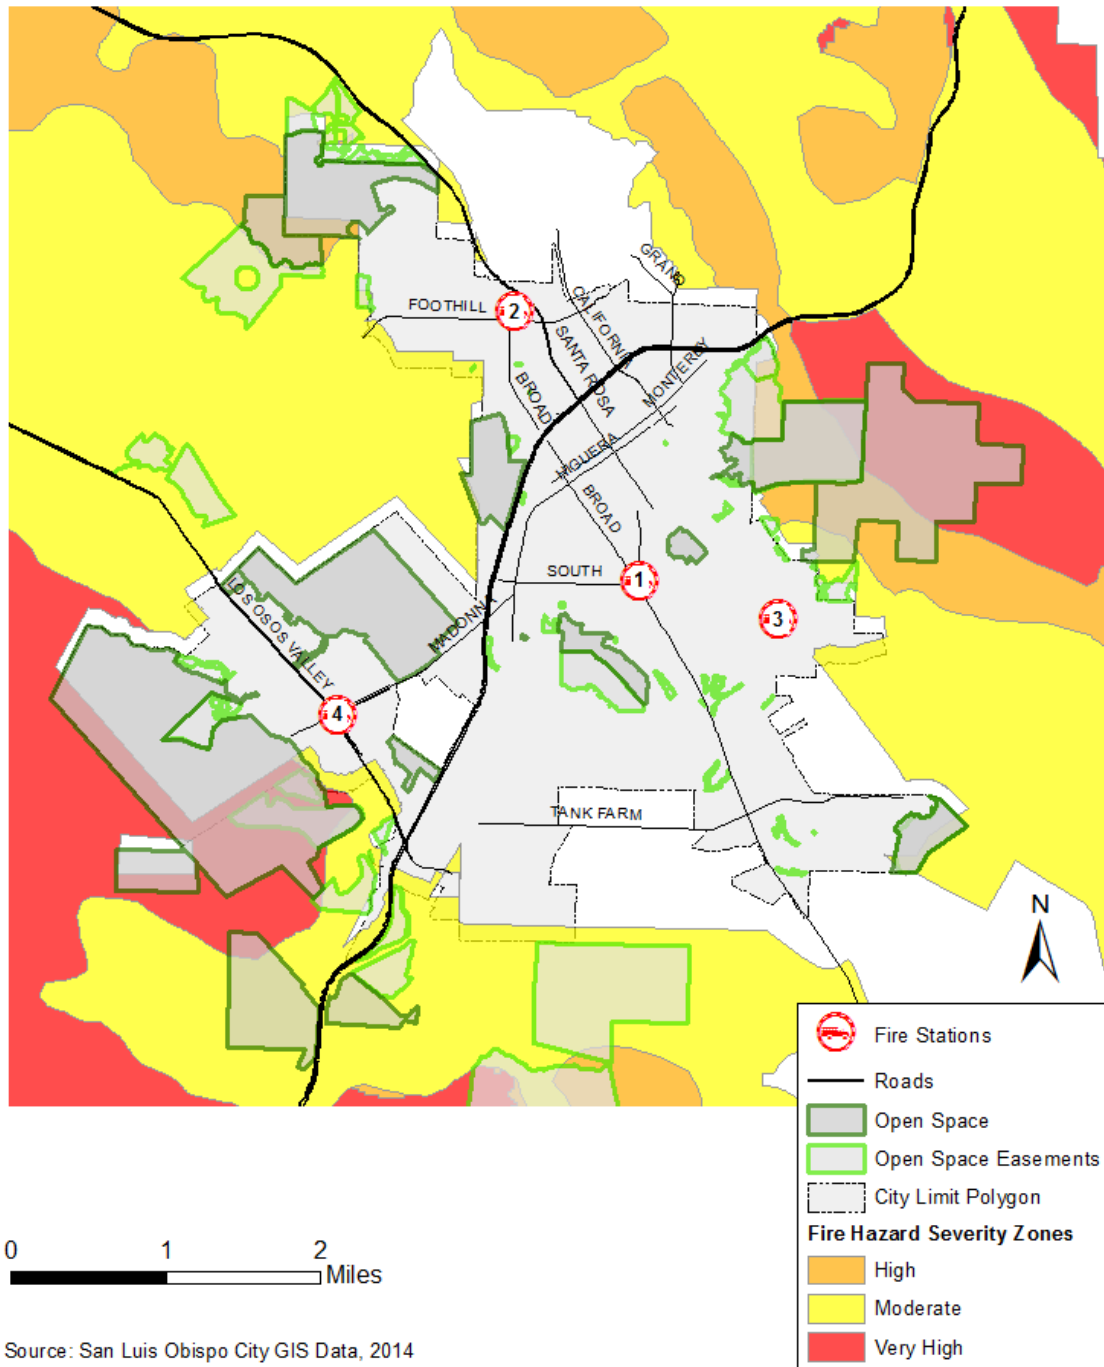 GRAND
CALIFORNIA
FOOTHILL
2
SANTA ROSA
MONTEREY
BROAD
HIGUERA
BROAD
SOUTH
1
3
MADONNA
LOS OSOS VALLEY
4
TANK FARM
N
Fire Stations
Roads
Open Space
Open Space Easements
City Limit Polygon
Fire Hazard Severity Zones
High
Moderate
Very High
0 1 2
Miles
Source: San Luis Obispo City GIS Data, 2014